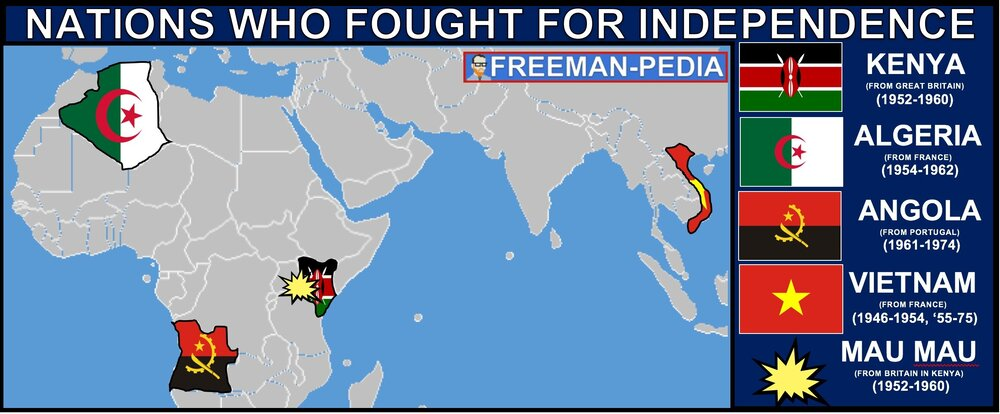 NATIONS WHO FOUGHT FOR INDEPENDENCE
FREEMAN-PEDIA
KENYA
(FROM GREAT BRITAIN)
(1952-1960)
ALGERIA
(FROM FRANCE)
(1954-1962)
ANGOLA
(FROM PORTUGAL)
(1961-1974)
VIETNAM
(FROM FRANCE)
(1946-1954, ‘55-75)
MAU MAU
(FROM BRITAIN IN KENYA)
(1952-1960)